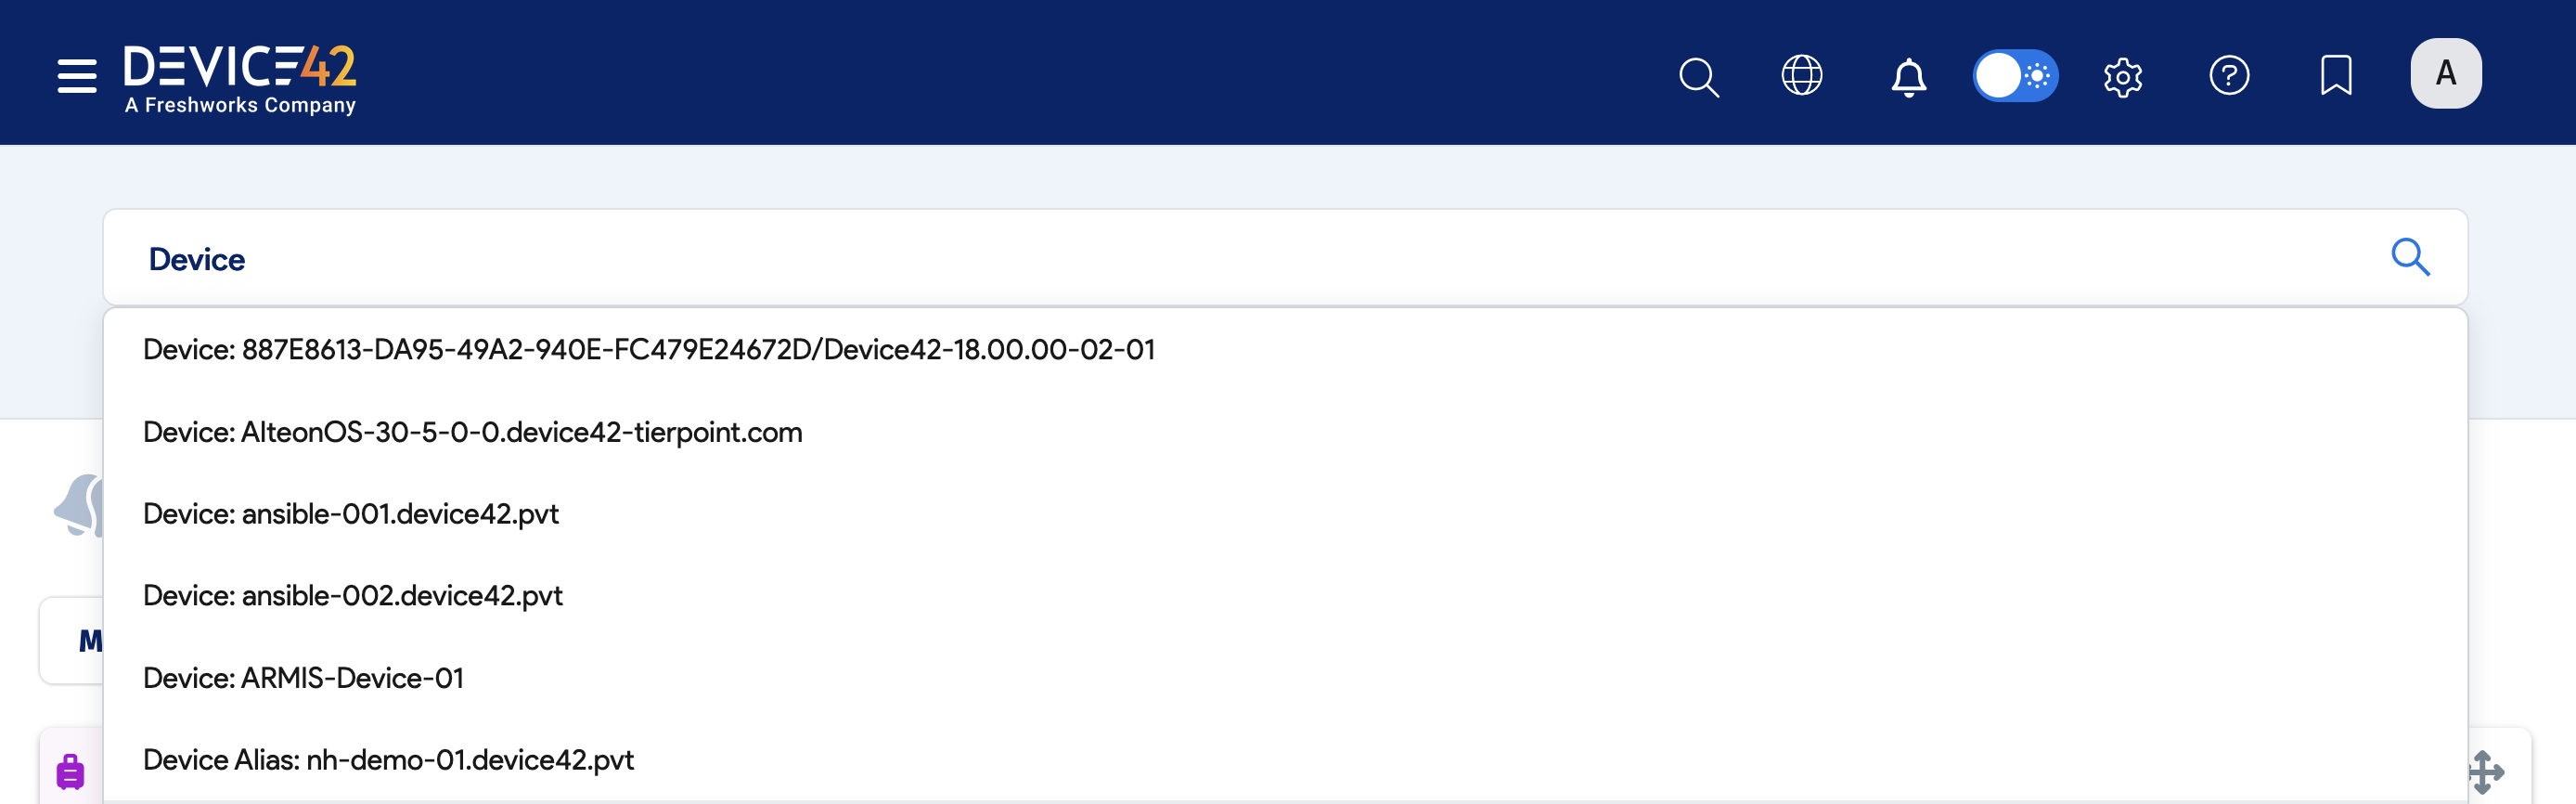 DEVICE42
A Freshworks Company
A
Device
Device: 887E8613-DA95-49A2-940E-FC479E24672D/Device42-18.00.00-02-01
Device: AlteonOS-30-5-0-0.device42-tierpoint.com
Device: ansible-001.device42.pvt
Device: ansible-002.device42.pvt
M
Device: ARMIS-Device-01
Device Alias: nh-demo-01.device42.pvt